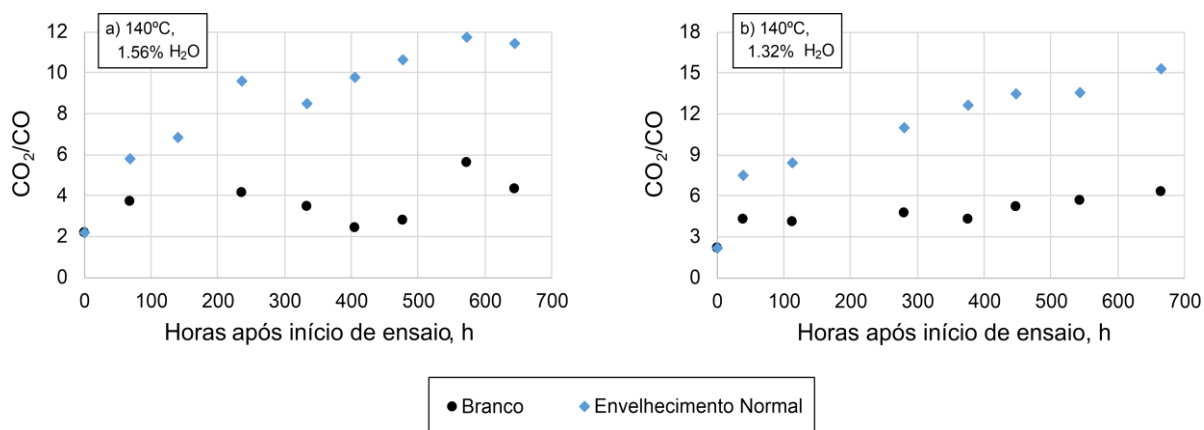 a) 140ºC,
1.56% H₂O
12
10
8
6
4
2
0
CO₂/CO
0 100 200 300 400 500 600 700
Horas após início de ensaio, h
b) 140ºC,
1.32% H₂O
18
15
12
9
6
3
0
CO₂/CO
0 100 200 300 400 500 600 700
Horas após início de ensaio, h
Branco Envelhecimento Normal